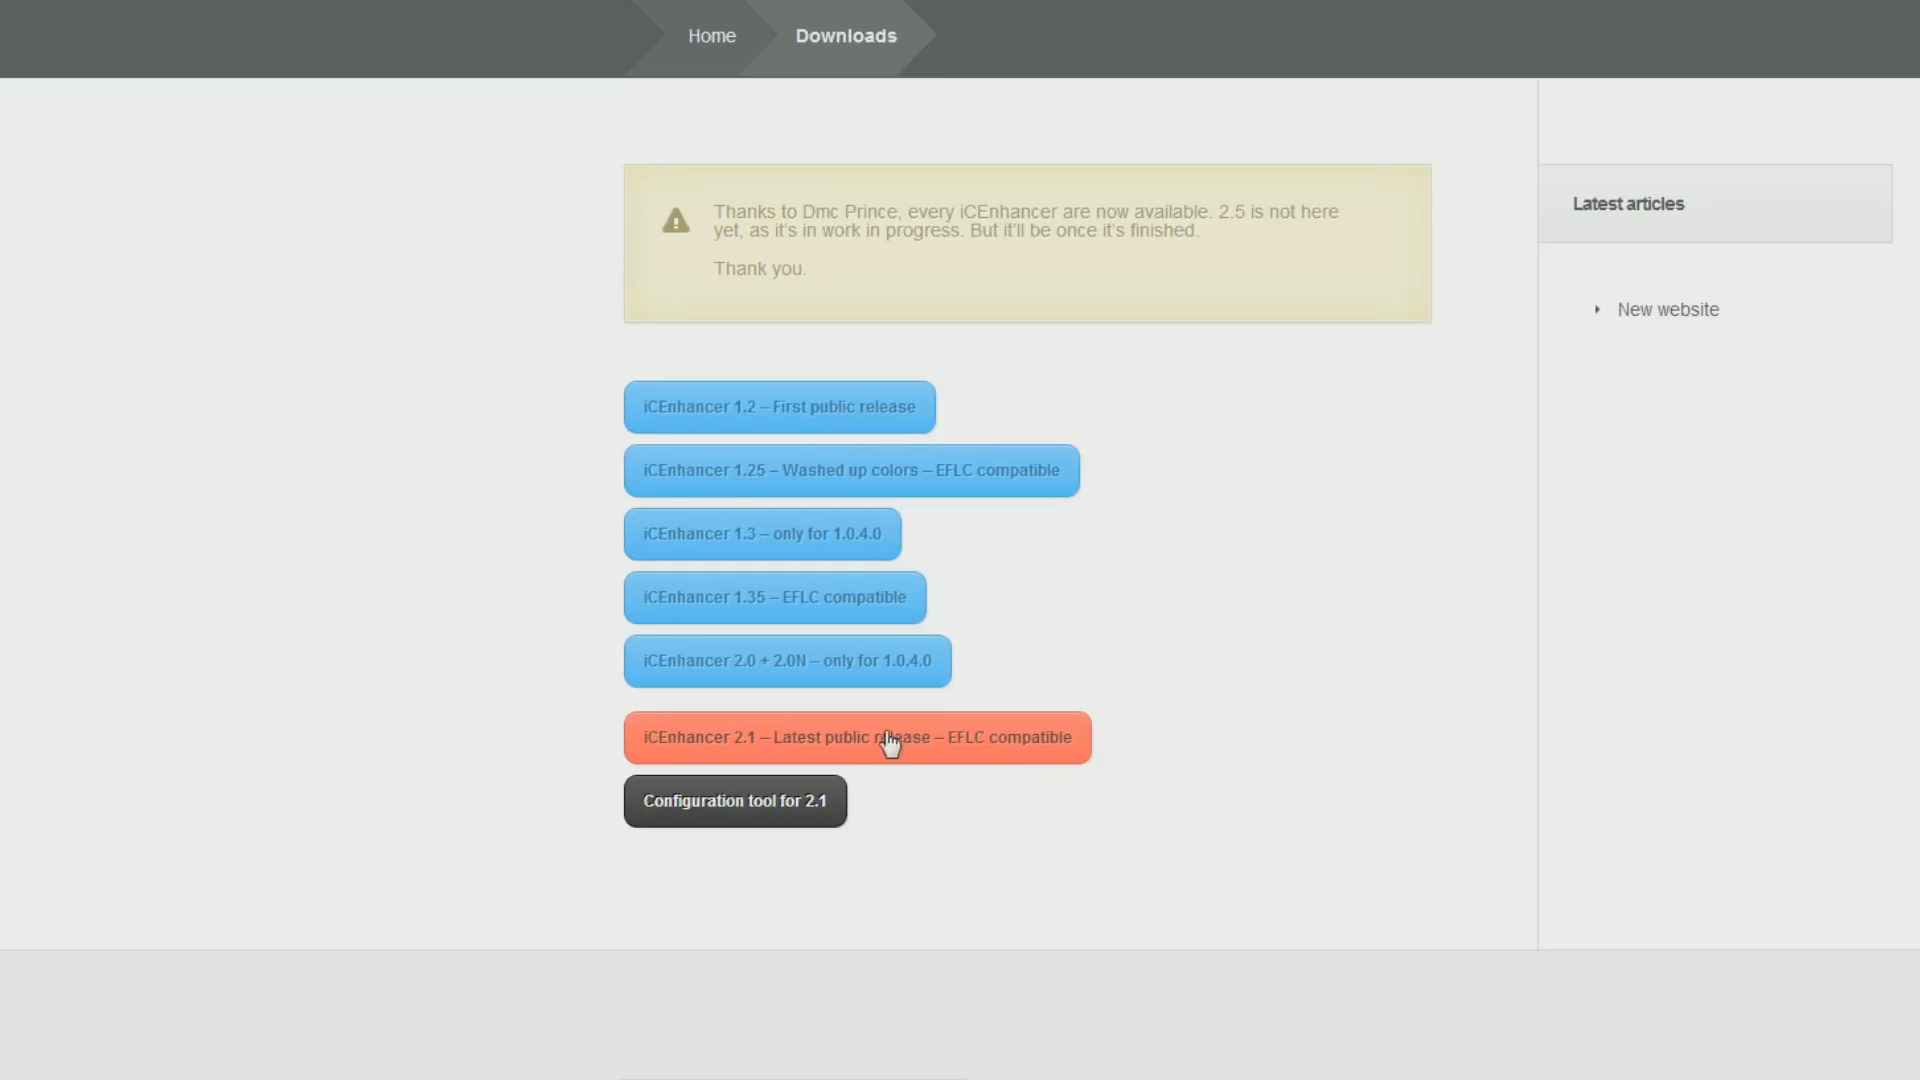 Home
Downloads
Thanks to Dmc Prince, every iCEnhancer are now available. 2.5 is not here
yet, as it's in work in progress. But it'll be once it's finished.
Thank you.
iCEnhancer 1.2 – First public release
iCEnhancer 1.25 – Washed up colors – EFLC compatible
iCEnhancer 1.3 – only for 1.0.4.0
iCEnhancer 1.35 – EFLC compatible
iCEnhancer 2.0 + 2.0N – only for 1.0.4.0
iCEnhancer 2.1 – Latest public release – EFLC compatible
Configuration tool for 2.1
Latest articles
New website